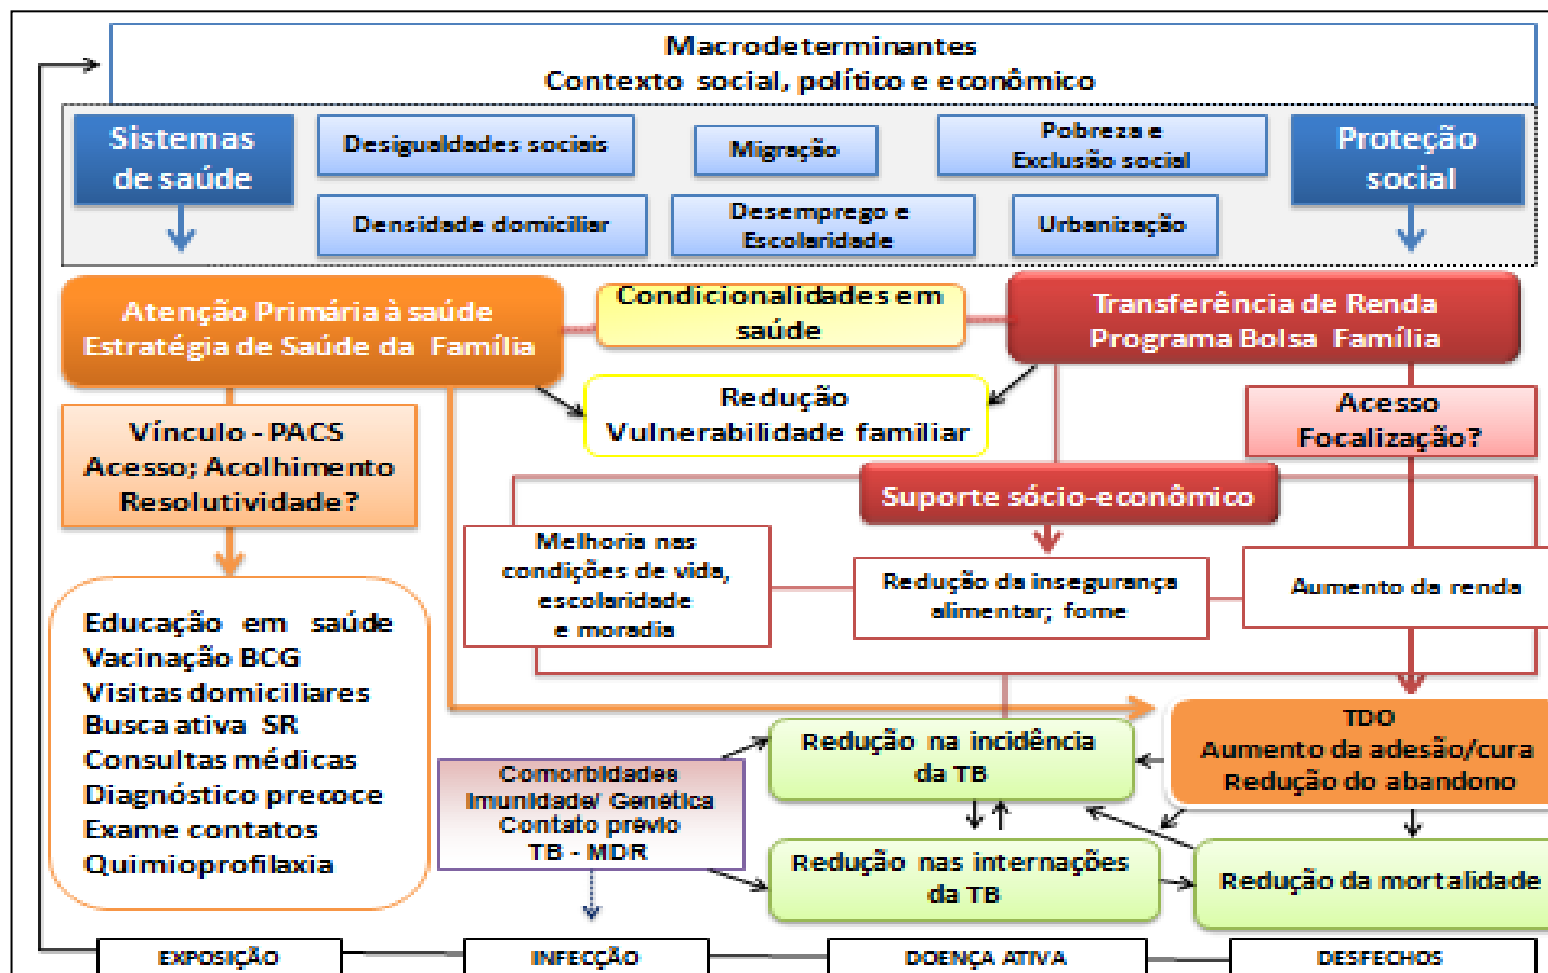 Macrodeterminantes
Contexto social, político e econômico
Sistemas
de saúde
Desigualdades sociais
Migração
Pobreza e
Exclusão social
Proteção
social
Densidade domiciliar
Desemprego e
Escolaridade
Urbanização
Atenção Primária à saúde
Estratégia de Saúde da Família
Condicionalidades em
saúde
Transferência de Renda
Programa Bolsa Família
Redução
Vulnerabilidade familiar
Vínculo - PACS
Acesso; Acolhimento
Resolutividade?
Acesso
Focalização?
Suporte sócio-econômico
Melhoria nas
condições de vida,
escolaridade
e moradia
Redução da insegurança
alimentar; fome
Aumento da renda
Educação em saúde
Vacinação BCG
Visitas domiciliares
Busca ativa SR
Consultas médicas
Diagnóstico precoce
Exame contatos
Quimioprofilaxia
TDO
Aumento da adesão/cura
Redução do abandono
Redução na incidência
da TB
Comorbidades
Imunidade/ Genética
Contato prévio
TB - MDR
Redução nas internações
da TB
Redução da mortalidade
EXPOSIÇÃO
INFECÇÃO
DOENÇA ATIVA
DESFECHOS